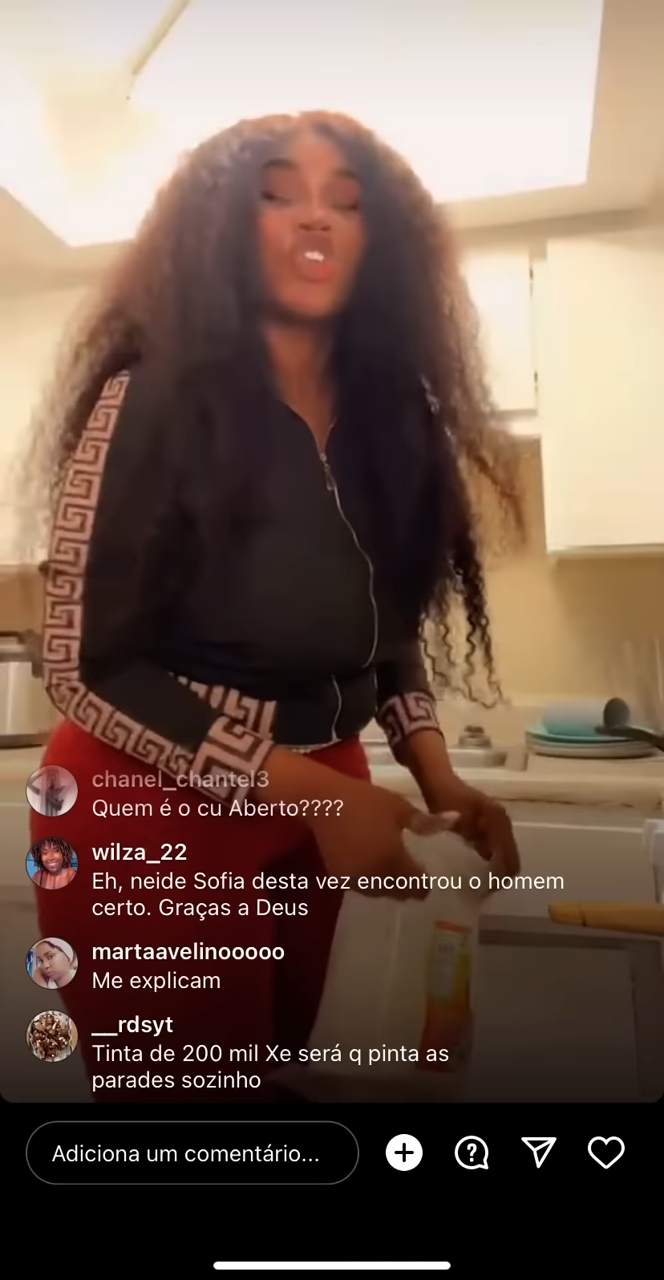 chanel_chantel3
Quem é o cu Aberto????
wilza_22
Eh, neide Sofia desta vez encontrou o homem
certo. Graças a Deus
martaavelinooooo
Me explicam
__rdsyt
Tinta de 200 mil Xe será q pinta as
parades sozinho
Adiciona um comentário...